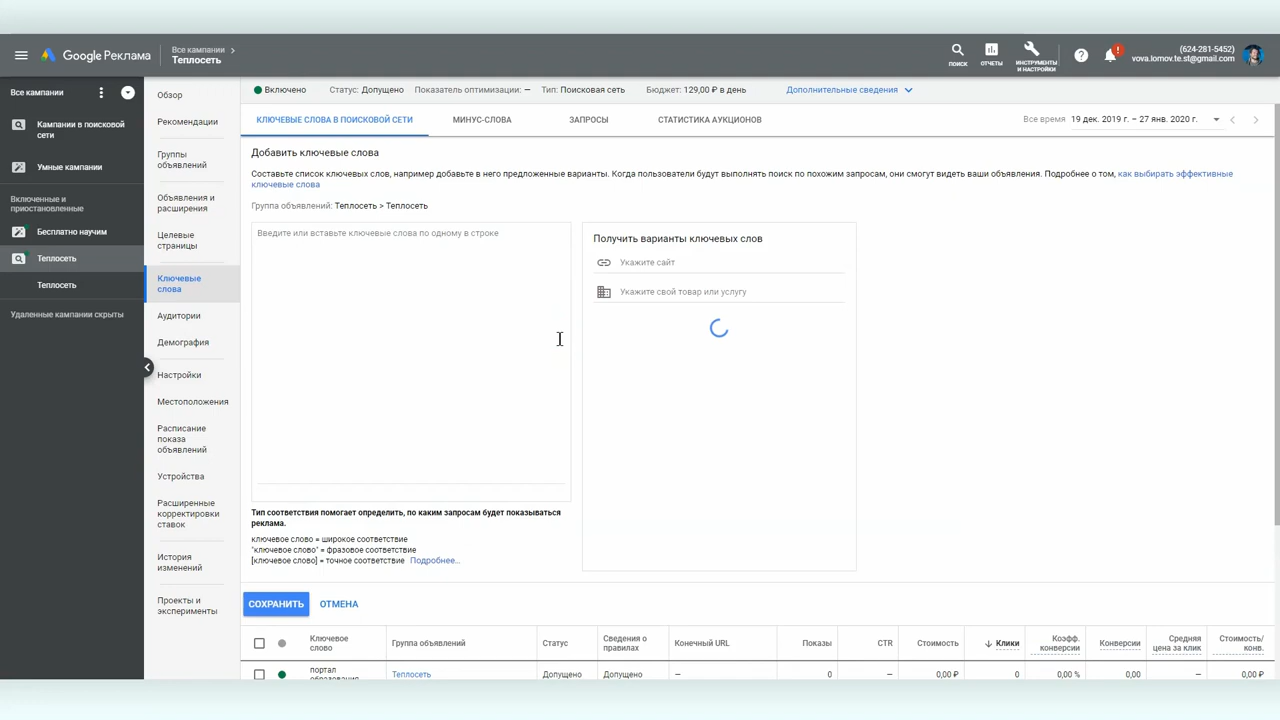 Google Реклама
Все кампании
Теплосеть
ПОИСК
ОТЧЕТЫ
ИНСТРУМЕНТЫ
И НАСТРОЙКИ
?
!
(624-281-5452)
vova.lomov.te.st@gmail.com
Все кампании
Кампании в поисковой
сети
Умные кампании
Включенные и
приостановленные
Бесплатно научим
Теплосеть
Теплосеть
Удаленные кампании скрыты
Обзор
Рекомендации
Группы
объявлений
Объявления и
расширения
Целевые
страницы
Ключевые
слова
Аудитории
Демография
Настройки
Местоположения
Расписание
показа
объявлений
Устройства
Расширенные
корректировки
ставок
История
изменений
Проекты и
эксперименты
Включено Статус: Допущено Показатель оптимизации: — Тип: Поисковая сеть Бюджет: 129,00 ₽ в день Дополнительные сведения
КЛЮЧЕВЫЕ СЛОВА В ПОИСКОВОЙ СЕТИ МИНУС-СЛОВА ЗАПРОСЫ СТАТИСТИКА АУКЦИОНОВ Все время 19 дек. 2019 г. – 27 янв. 2020 г.
Добавить ключевые слова
Составьте список ключевых слов, например добавьте в него предложенные варианты. Когда пользователи будут выполнять поиск по похожим запросам, они смогут видеть ваши объявления. Подробнее о том, как выбирать эффективные
ключевые слова
Группа объявлений: Теплосеть > Теплосеть
Введите или вставьте ключевые слова по одному в строке
Получить варианты ключевых слов
Укажите сайт
Укажите свой товар или услугу
Тип соответствия помогает определить, по каким запросам будет показываться
реклама.
ключевое слово = широкое соответствие
"ключевое слово" = фразовое соответствие
[ключевое слово] = точное соответствие Подробнее...
СОХРАНИТЬ ОТМЕНА
Ключевое
слово
Группа объявлений
Статус
Сведения о
правилах
Конечный URL
Показы
CTR
Стоимость
Клики
Коэфф.
конверсии
Конверсии
Средняя
цена за клик
Стоимость/
конв.
портал
образования
Теплосеть Допущено Допущено — 0 — 0,00 ₽ 0 0,00 % 0,00 — 0,00 ₽